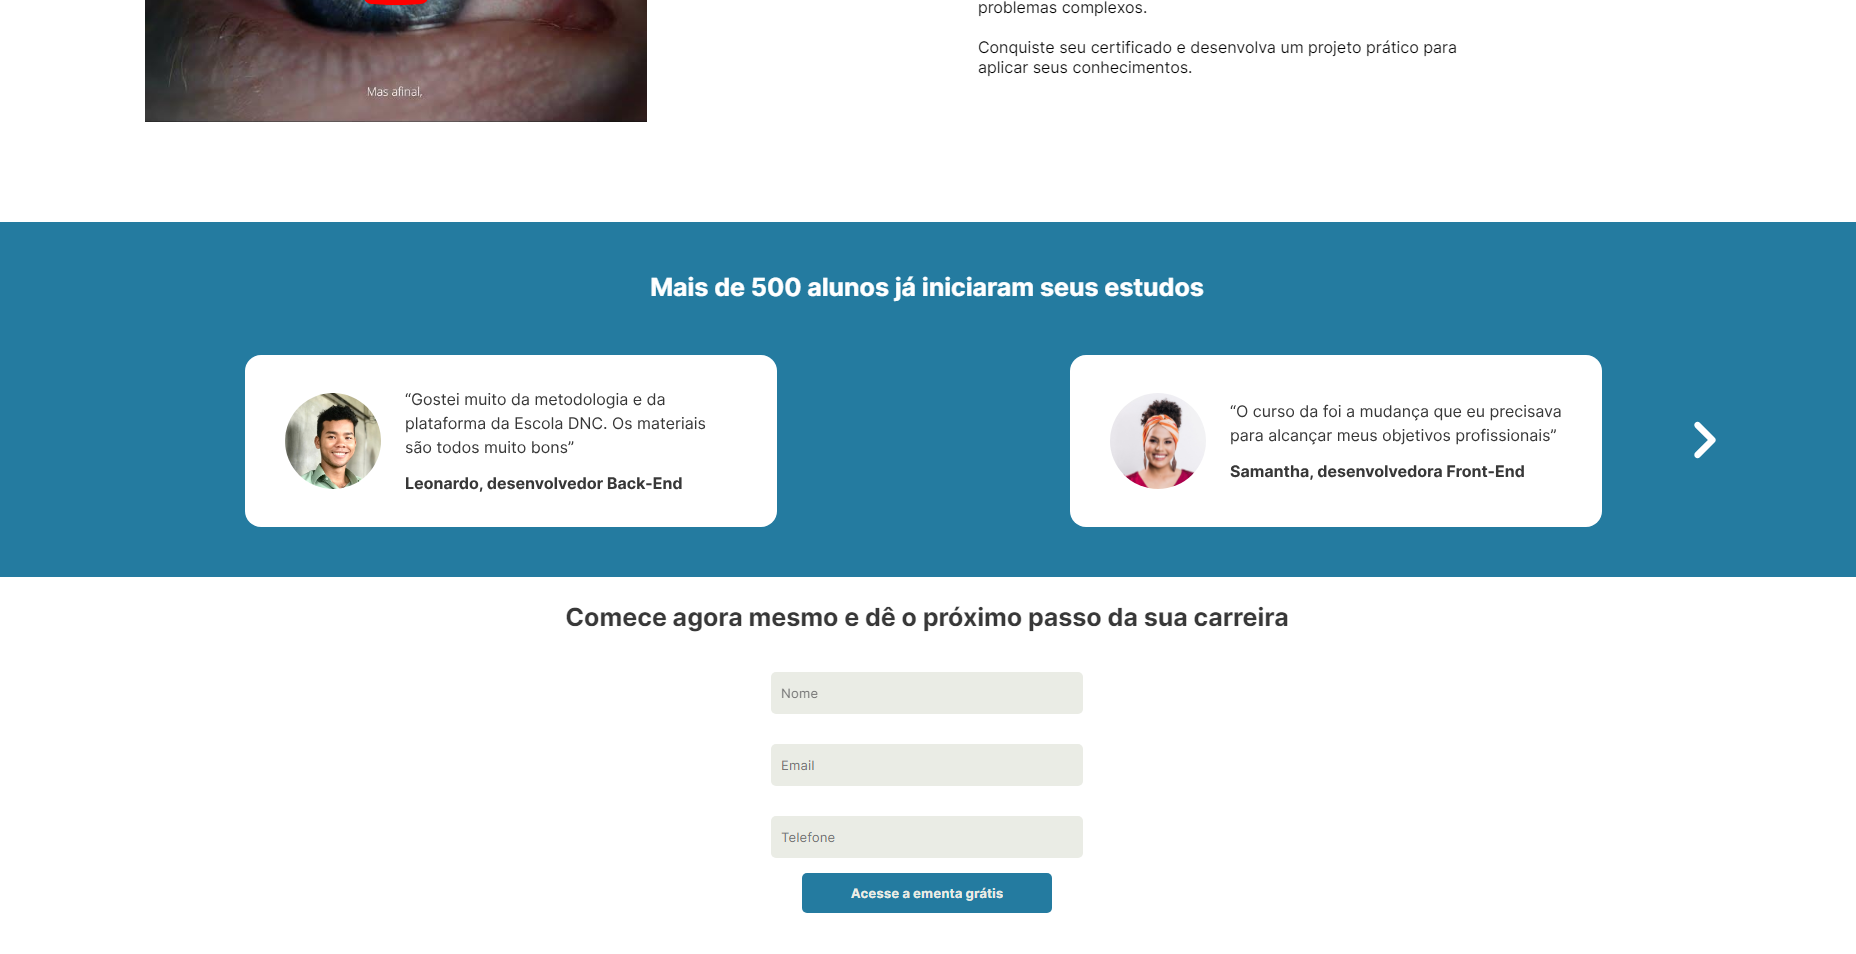 problemas complexos.
Conquiste seu certificado e desenvolva um projeto prático para
aplicar seus conhecimentos.
Mas afinal,
Mais de 500 alunos já iniciaram seus estudos
“Gostei muito da metodologia e da
plataforma da Escola DNC. Os materiais
são todos muito bons”
Leonardo, desenvolvedor Back-End
“O curso da foi a mudança que eu precisava
para alcançar meus objetivos profissionais”
Samantha, desenvolvedora Front-End
Comece agora mesmo e dê o próximo passo da sua carreira
Nome
Email
Telefone
Acesse a ementa grátis